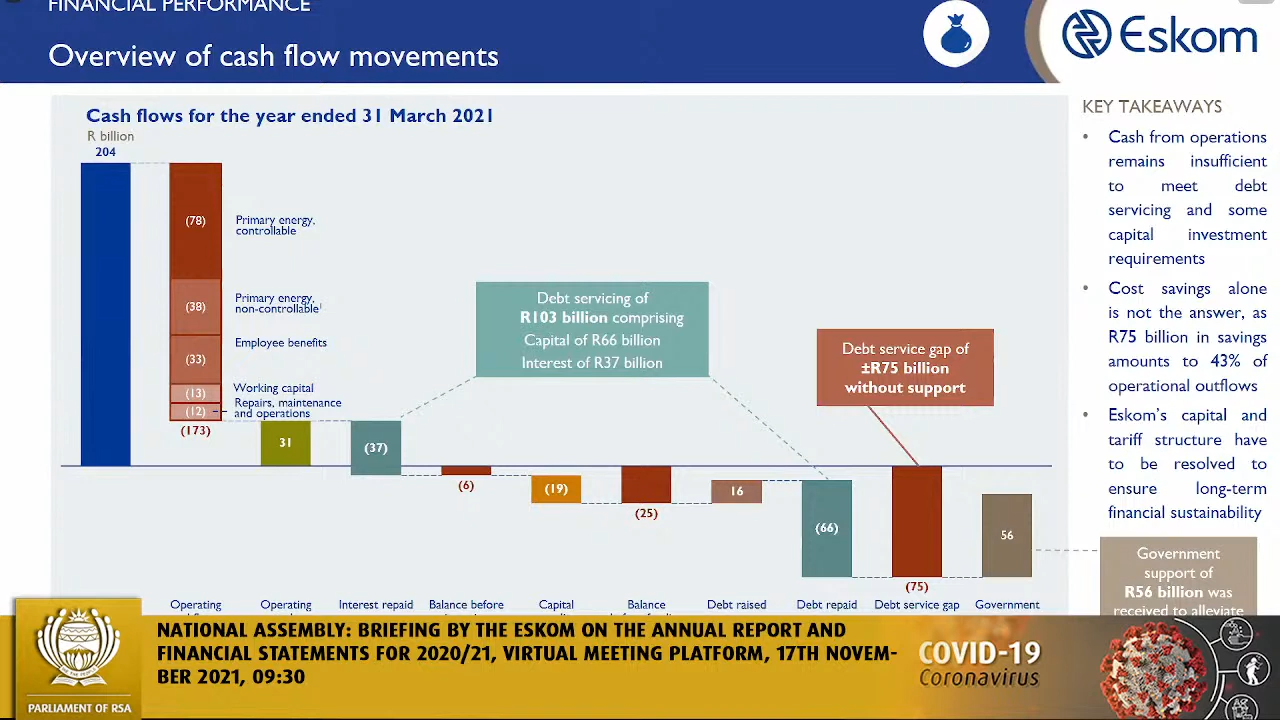 FINANCIAL PERFORMANCE
Overview of cash flow movements
Eskom
Cash flows for the year ended 31 March 2021
R billion
204
(78)
Primary energy,
controllable
(38)
Primary energy,
non-controllable¹
(33)
Employee benefits
(13)
Working capital
(12)
Repairs, maintenance
and operations
(173)
31
(37)
(6)
(19)
(25)
16
(66)
(75)
56
Debt servicing of
R103 billion comprising
Capital of R66 billion
Interest of R37 billion
Debt service gap of
±R75 billion
without support
Operating
Operating
Interest repaid
Balance before
Capital
Balance
Debt raised
Debt repaid
Debt service gap
Government
KEY TAKEAWAYS
• Cash from operations
remains insufficient
to meet debt
servicing and some
capital investment
requirements
• Cost savings alone
is not the answer, as
R75 billion in savings
amounts to 43% of
operational outflows
• Eskom's capital and
tariff structure have
to be resolved to
ensure long-term
financial sustainability
Government
support of
R56 billion was
received to alleviate
NATIONAL ASSEMBLY: BRIEFING BY THE ESKOM ON THE ANNUAL REPORT AND
FINANCIAL STATEMENTS FOR 2020/21, VIRTUAL MEETING PLATFORM, 17TH NOVEM-
BER 2021, 09:30
PARLIAMENT OF RSA
COVID-19
Coronavirus